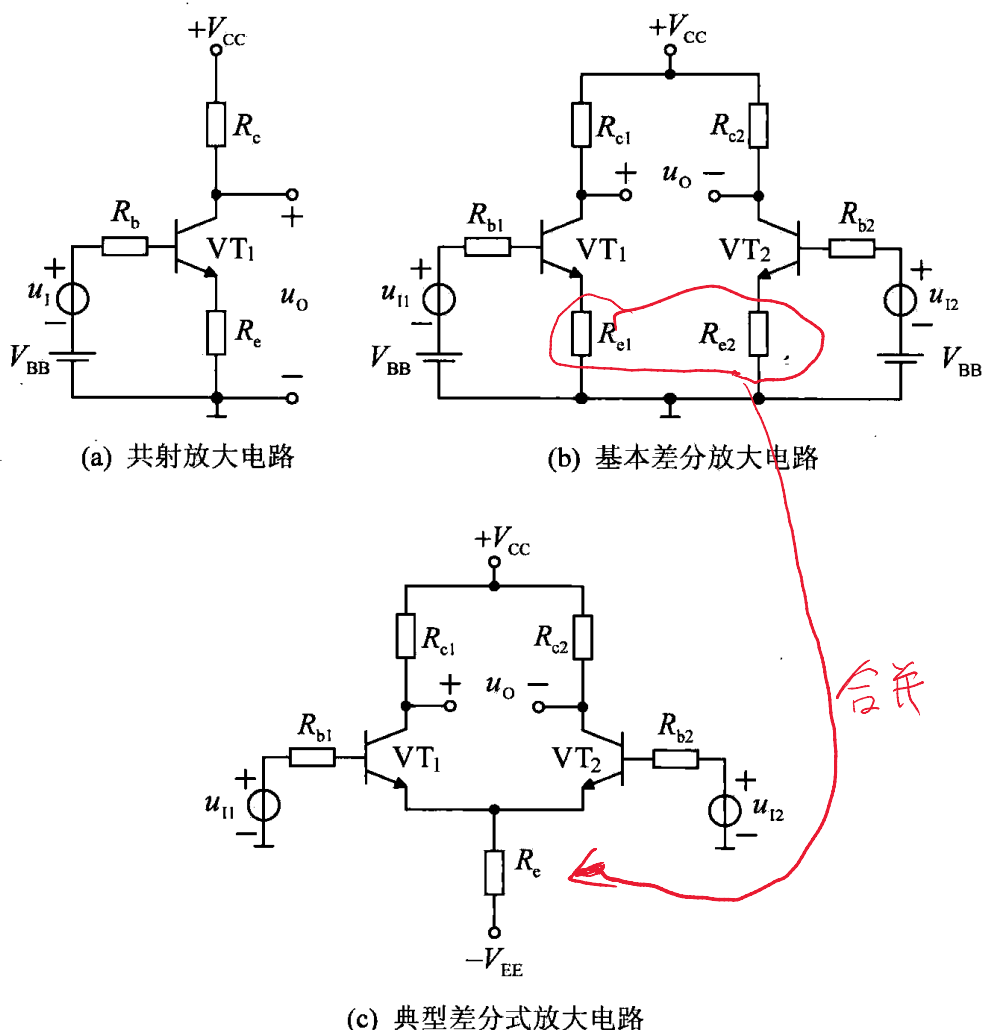 +V_CC
R_c
R_b
VT_1
+
+
u_I
−
u_O
R_e
V_BB
−
(a) 共射放大电路
+V_CC
R_c1
R_c2
+
u_O
−
R_b1
VT_1
VT_2
R_b2
+
u_I1
−
+
u_I2
−
R_e1
R_e2
V_BB
V_BB
(b) 基本差分放大电路
+V_CC
R_c1
R_c2
+
u_O
−
R_b1
VT_1
VT_2
R_b2
+
u_I1
−
+
u_I2
−
R_e
−V_EE
合并
(c) 典型差分式放大电路